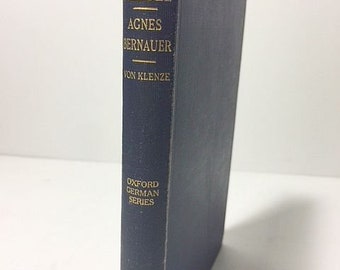 AGNES
BERNAUER
VON KLENZE
OXFORD
GERMAN
SERIES